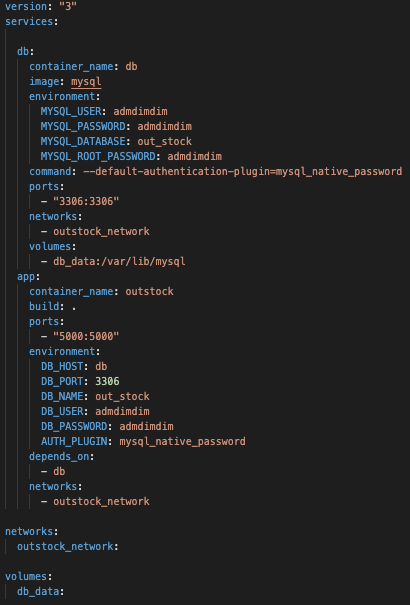 version: "3"
services:
db:
container_name: db
image: mysql
environment:
MYSQL_USER: admdimdim
MYSQL_PASSWORD: admdimdim
MYSQL_DATABASE: out_stock
MYSQL_ROOT_PASSWORD: admdimdim
command: --default-authentication-plugin=mysql_native_password
ports:
- "3306:3306"
networks:
- outstock_network
volumes:
- db_data:/var/lib/mysql
app:
container_name: outstock
build: .
ports:
- "5000:5000"
environment:
DB_HOST: db
DB_PORT: 3306
DB_NAME: out_stock
DB_USER: admdimdim
DB_PASSWORD: admdimdim
AUTH_PLUGIN: mysql_native_password
depends_on:
- db
networks:
- outstock_network
networks:
outstock_network:
volumes:
db_data: